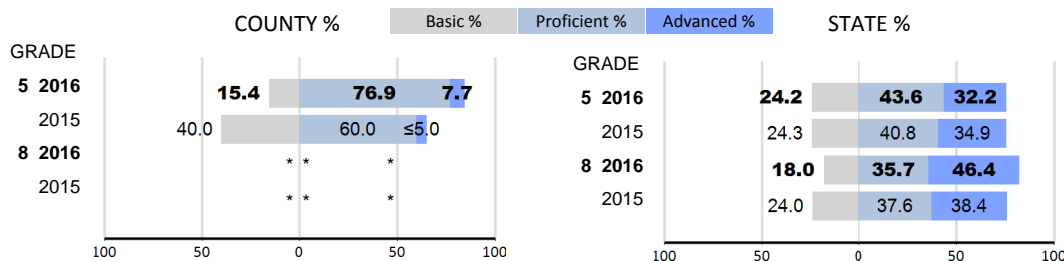 COUNTY % Basic % Proficient % Advanced % STATE %
GRADE
5 2016 15.4 76.9 7.7
2015 40.0 60.0 ≤5.0
8 2016 * * *
2015 * * *
100 50 0 50 100
GRADE
5 2016 24.2 43.6 32.2
2015 24.3 40.8 34.9
8 2016 18.0 35.7 46.4
2015 24.0 37.6 38.4
100 50 0 50 100